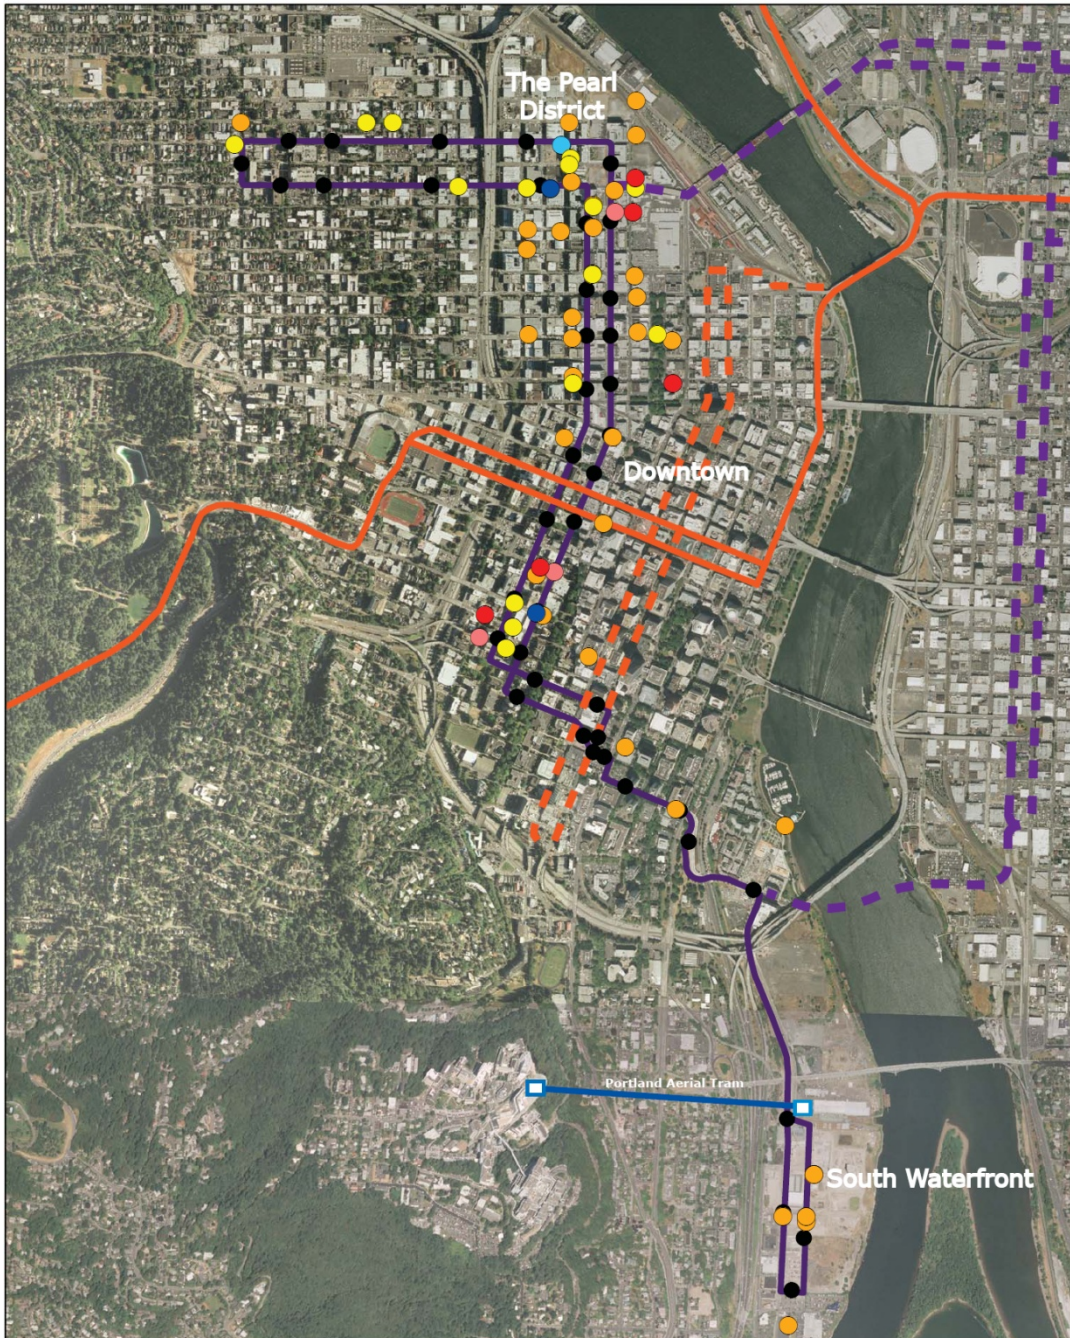 The Pearl
District
Downtown
Portland Aerial Tram
South Waterfront